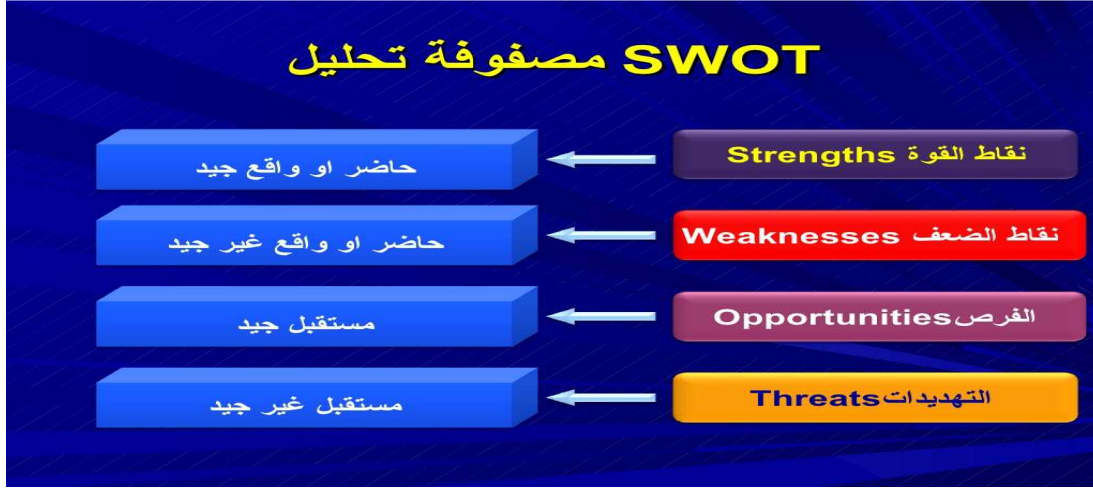 مصفوفة تحليل SWOT
نقاط القوة Strengths
حاضر او واقع جيد
نقاط الضعف Weaknesses
حاضر او واقع غير جيد
الفرص Opportunities
مستقبل جيد
التهديدات Threats
مستقبل غير جيد